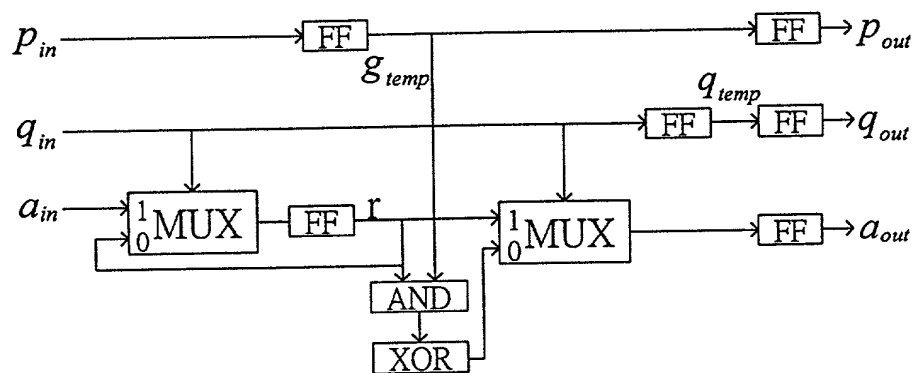 p_in FF FF p_out
g_temp q_temp
q_in FF FF q_out
a_in 1 0 MUX FF r 1 0 MUX FF a_out
AND
XOR